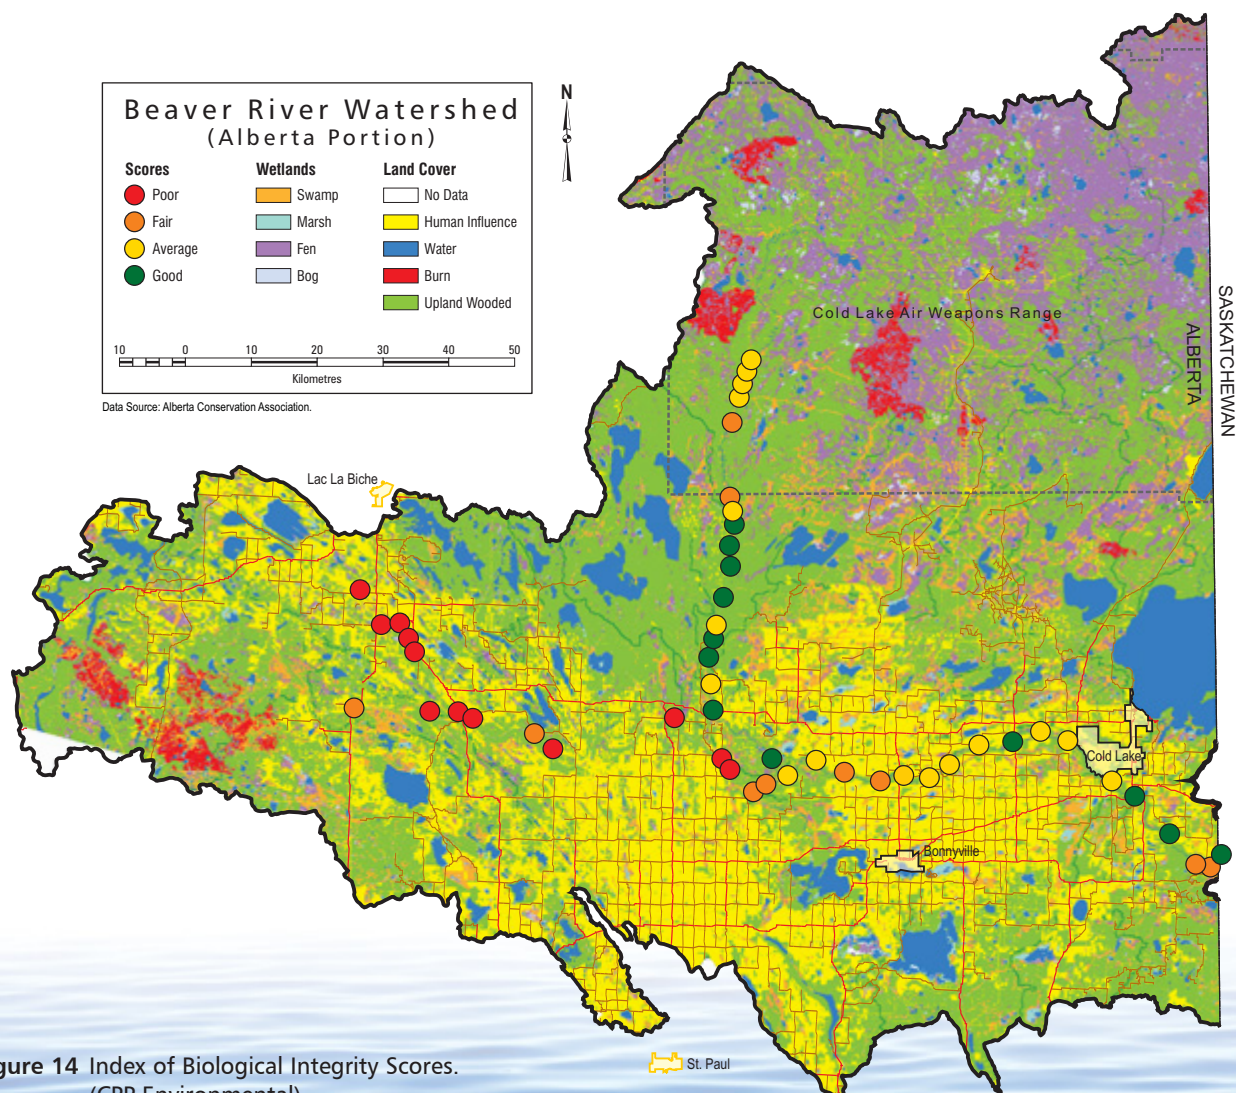 Beaver River Watershed
(Alberta Portion)
Scores
Poor
Fair
Average
Good
Wetlands
Swamp
Marsh
Fen
Bog
Land Cover
No Data
Human Influence
Water
Burn
Upland Wooded
10 0 10 20 30 40 50
Kilometres
Data Source: Alberta Conservation Association.
N
Cold Lake Air Weapons Range
SASKATCHEWAN
ALBERTA
Lac La Biche
Cold Lake
Bonnyville
St. Paul
gure 14 Index of Biological Integrity Scores.